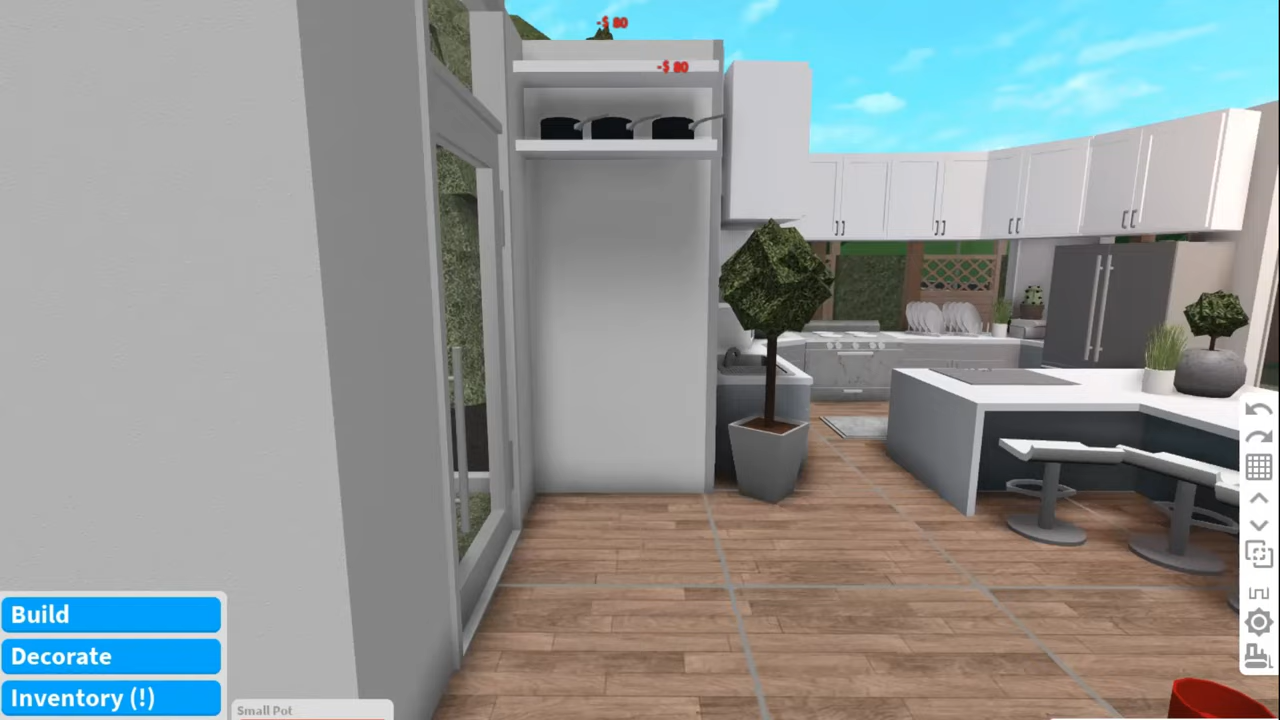 -$ 80
-$ 80
Build
Decorate
Inventory (!)
Small Pot